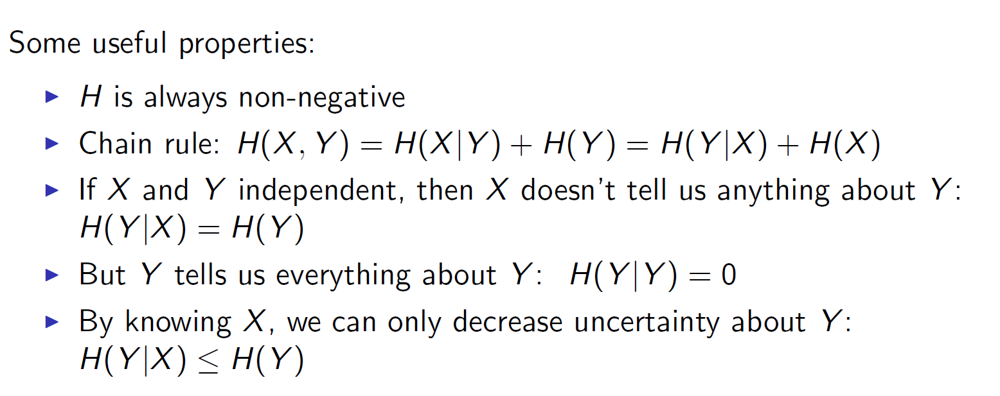 Some useful properties:
▶ H is always non-negative
▶ Chain rule: H(X, Y) = H(X|Y) + H(Y) = H(Y|X) + H(X)
▶ If X and Y independent, then X doesn't tell us anything about Y:
H(Y|X) = H(Y)
▶ But Y tells us everything about Y: H(Y|Y) = 0
▶ By knowing X, we can only decrease uncertainty about Y:
H(Y|X) ≤ H(Y)